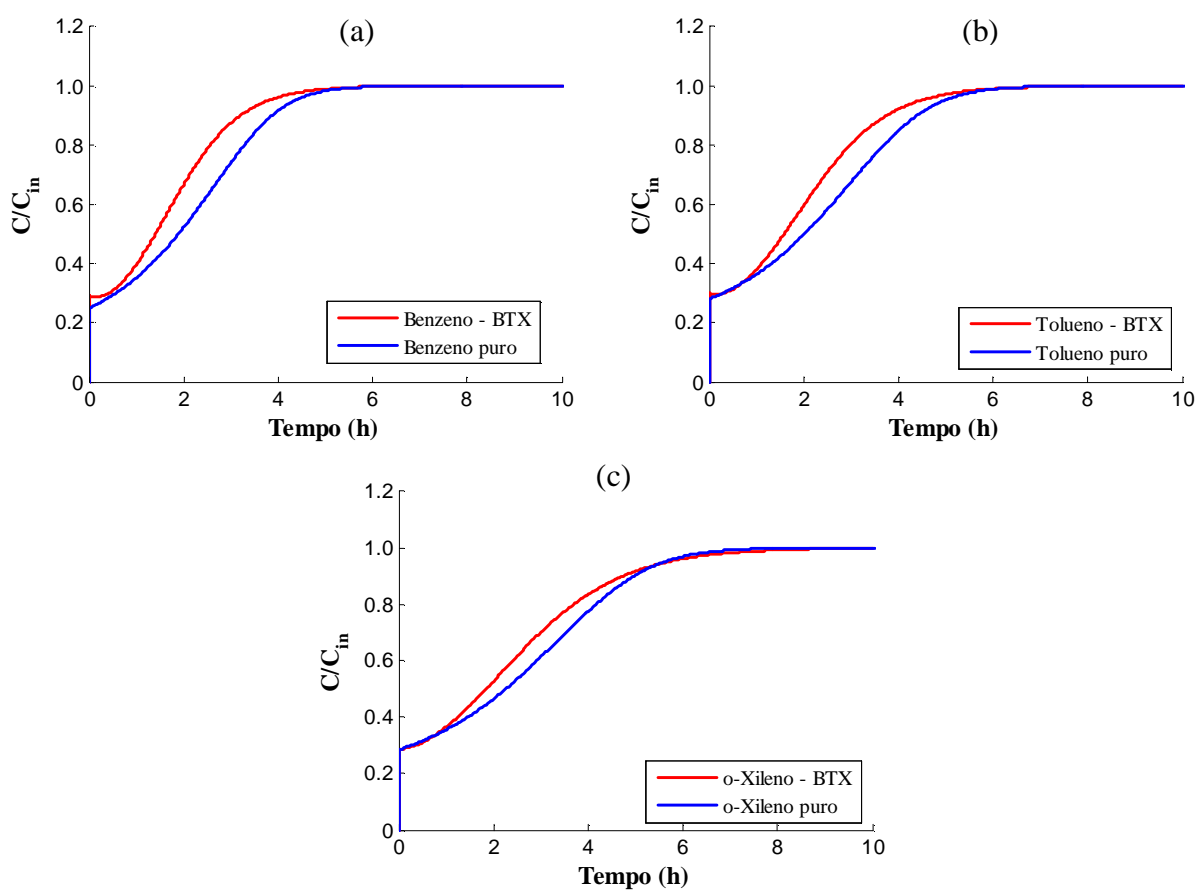 (a)
C/C_in
1.2
1.0
0.8
0.6
0.4
0.2
0
Benzeno - BTX
Benzeno puro
0 2 4 6 8 10
Tempo (h)
(b)
C/C_in
1.2
1.0
0.8
0.6
0.4
0.2
0
Tolueno - BTX
Tolueno puro
0 2 4 6 8 10
Tempo (h)
(c)
C/C_in
1.2
1.0
0.8
0.6
0.4
0.2
0
o-Xileno - BTX
o-Xileno puro
0 2 4 6 8 10
Tempo (h)